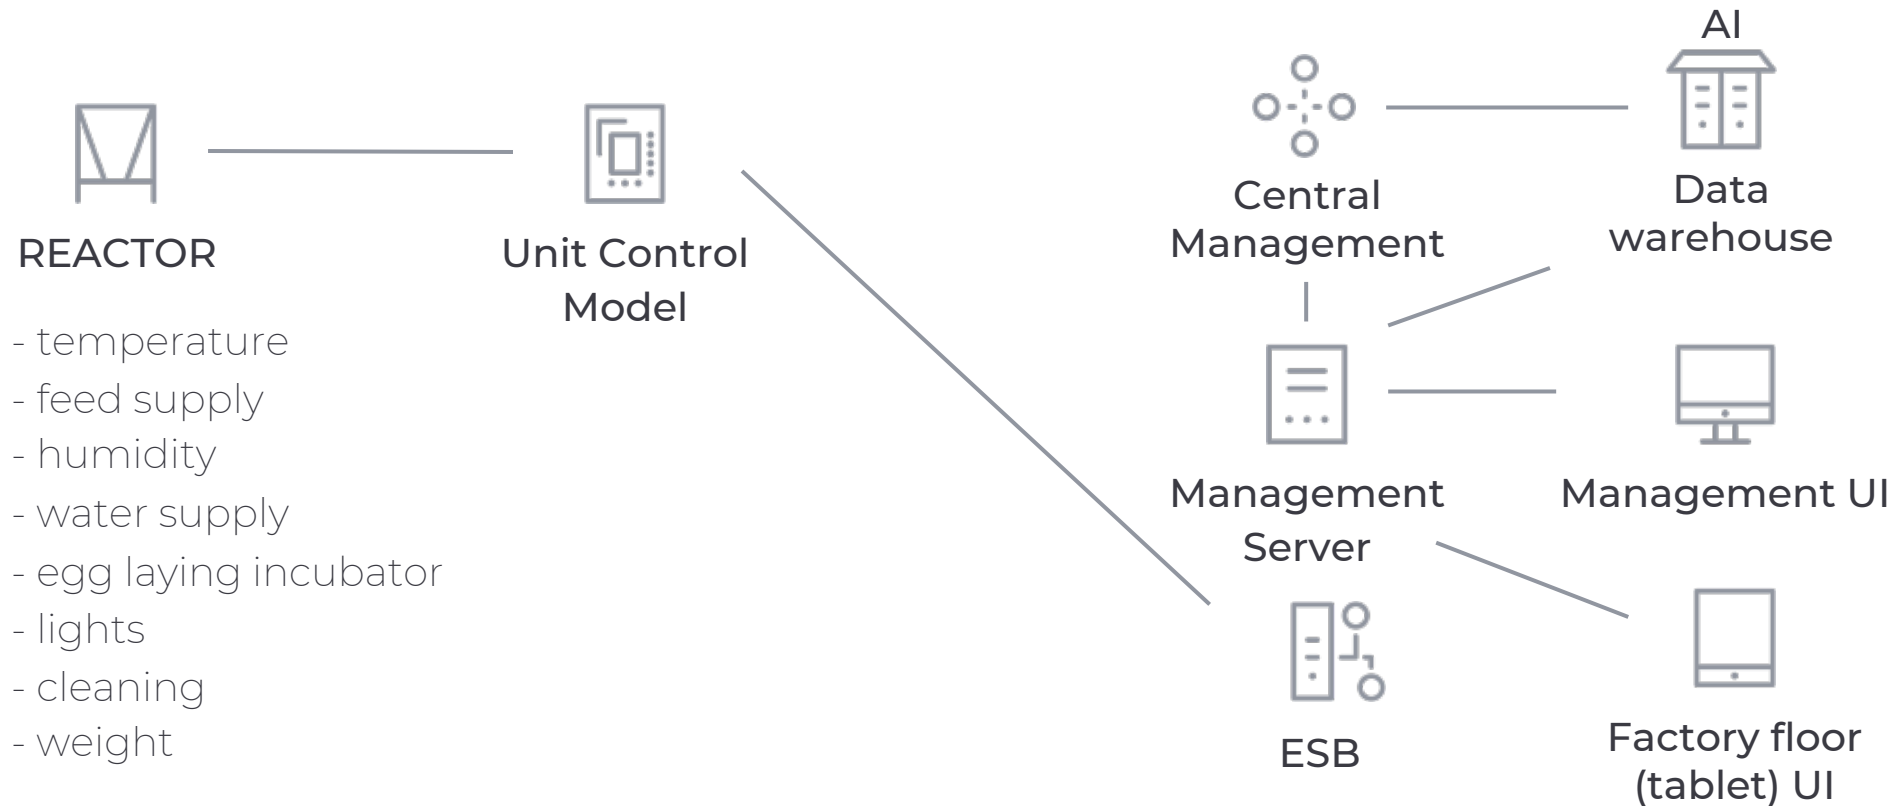 REACTOR
- temperature
- feed supply
- humidity
- water supply
- egg laying incubator
- lights
- cleaning
- weight
Unit Control
Model
Central
Management
AI
Data
warehouse
Management
Server
Management UI
ESB
Factory floor
(tablet) UI